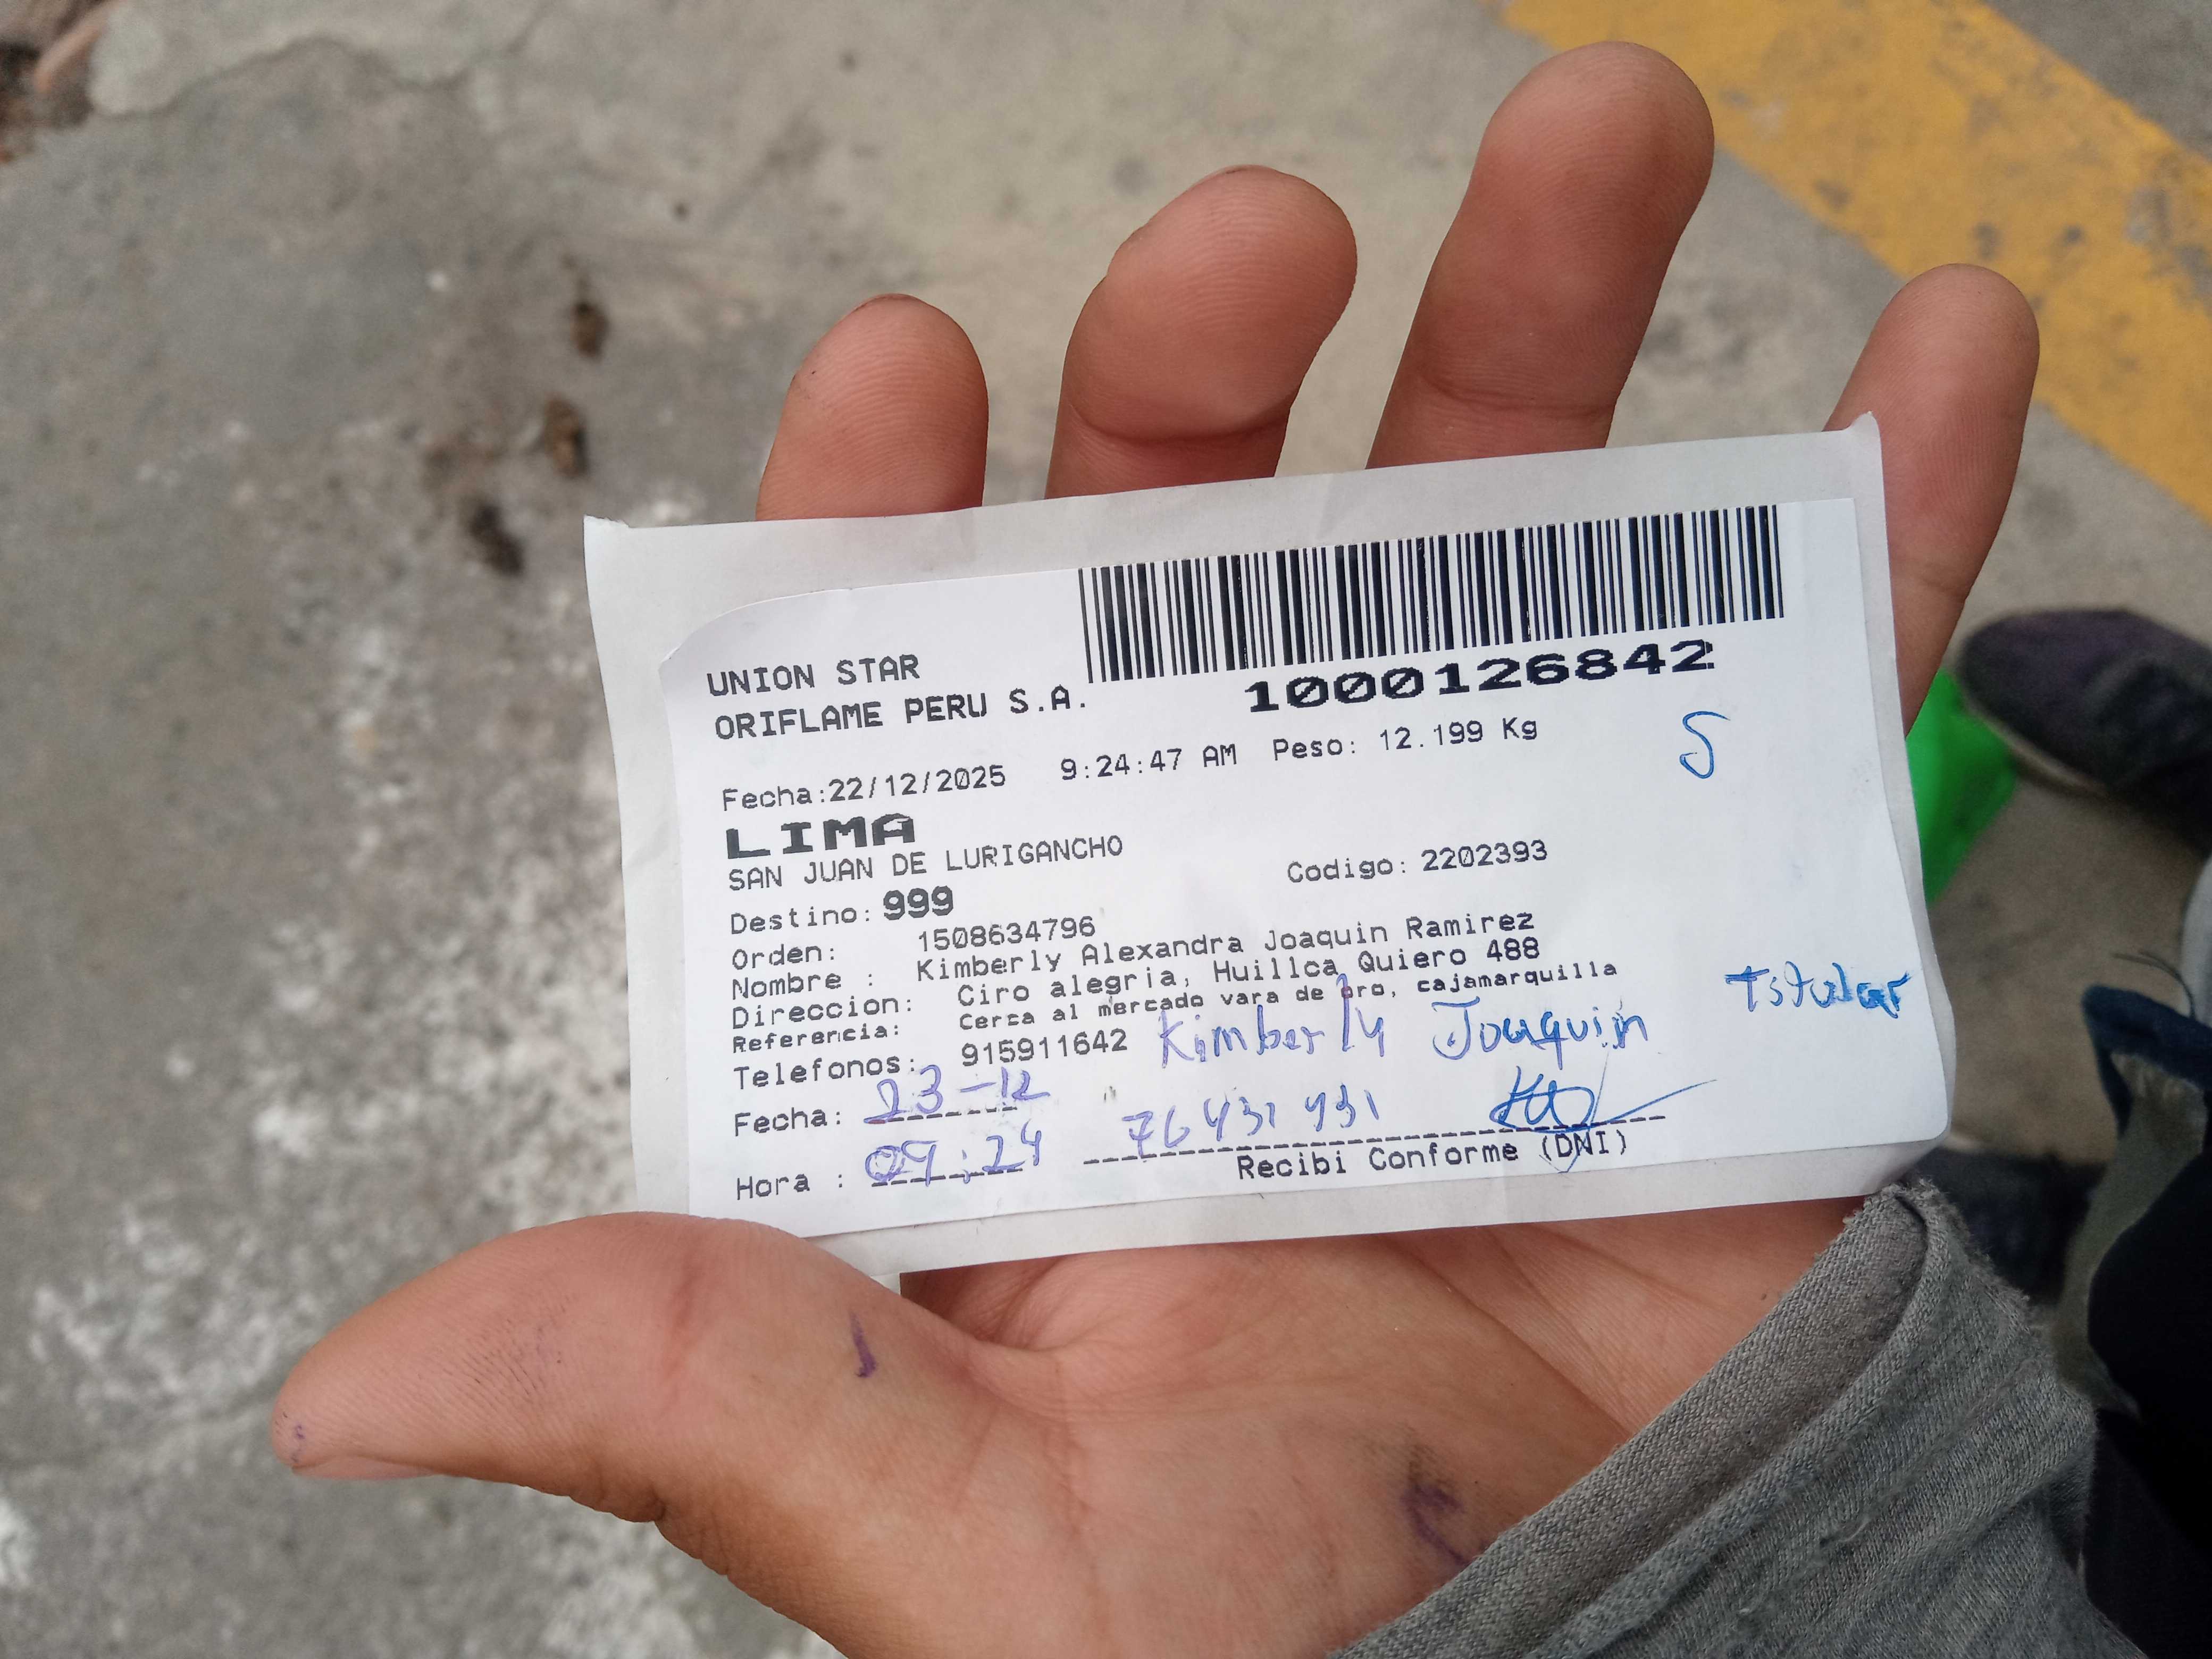 UNION STAR
ORIFLAME PERU S.A.
1000126842
Fecha:22/12/2025 9:24:47 AM Peso: 12.199 Kg
S
LIMA
SAN JUAN DE LURIGANCHO
Codigo: 2202393
Destino: 999
Orden: 1508634796
Nombre : Kimberly Alexandra Joaquin Ramirez
Direccion: Ciro alegria, Huillca Quiero 488
Referencia: Cerca al mercado vara de oro, cajamarquilla
Telefonos: 915911642 Kimberly Joaquin Titular
Fecha: 23-12
Hora : 09:24 76431931
Recibi Conforme (DNI)